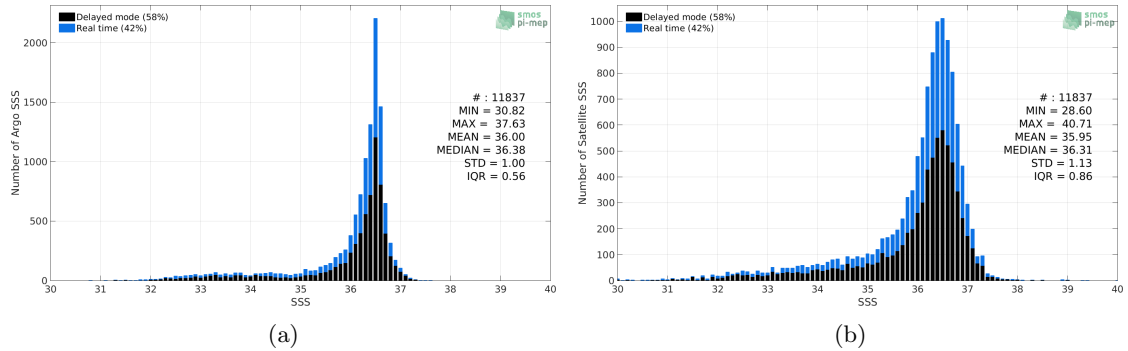 Delayed mode (58%)
Real time (42%)
smos
pi-mep
2000
1500
1000
500
0
Number of Argo SSS
# : 11837
MIN = 30.82
MAX = 37.63
MEAN = 36.00
MEDIAN = 36.38
STD = 1.00
IQR = 0.56
30 31 32 33 34 35 36 37 38 39 40
SSS
(a)
Delayed mode (58%)
Real time (42%)
smos
pi-mep
1000
900
800
700
600
500
400
300
200
100
0
Number of Satellite SSS
# : 11837
MIN = 28.60
MAX = 40.71
MEAN = 35.95
MEDIAN = 36.31
STD = 1.13
IQR = 0.86
30 31 32 33 34 35 36 37 38 39 40
SSS
(b)